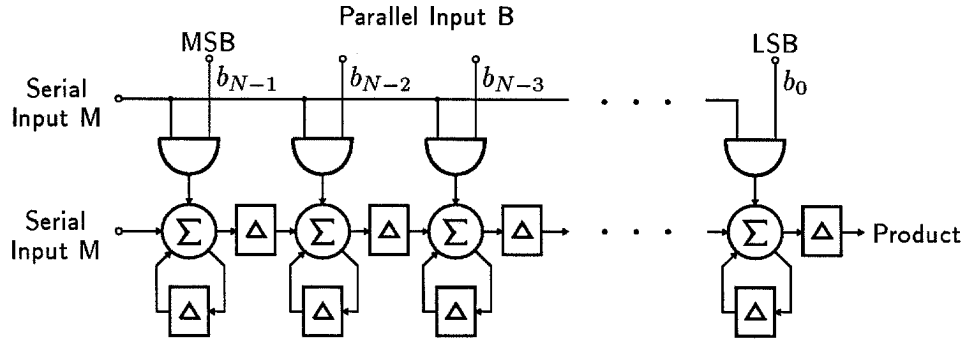 Parallel Input B
MSB
LSB
b_{N-1}
b_{N-2}
b_{N-3}
b_0
Serial
Input M
. . .
Serial
Input M
Σ
Δ
Σ
Δ
Σ
Δ
. . .
Σ
Δ
Product
Δ
Δ
Δ
Δ